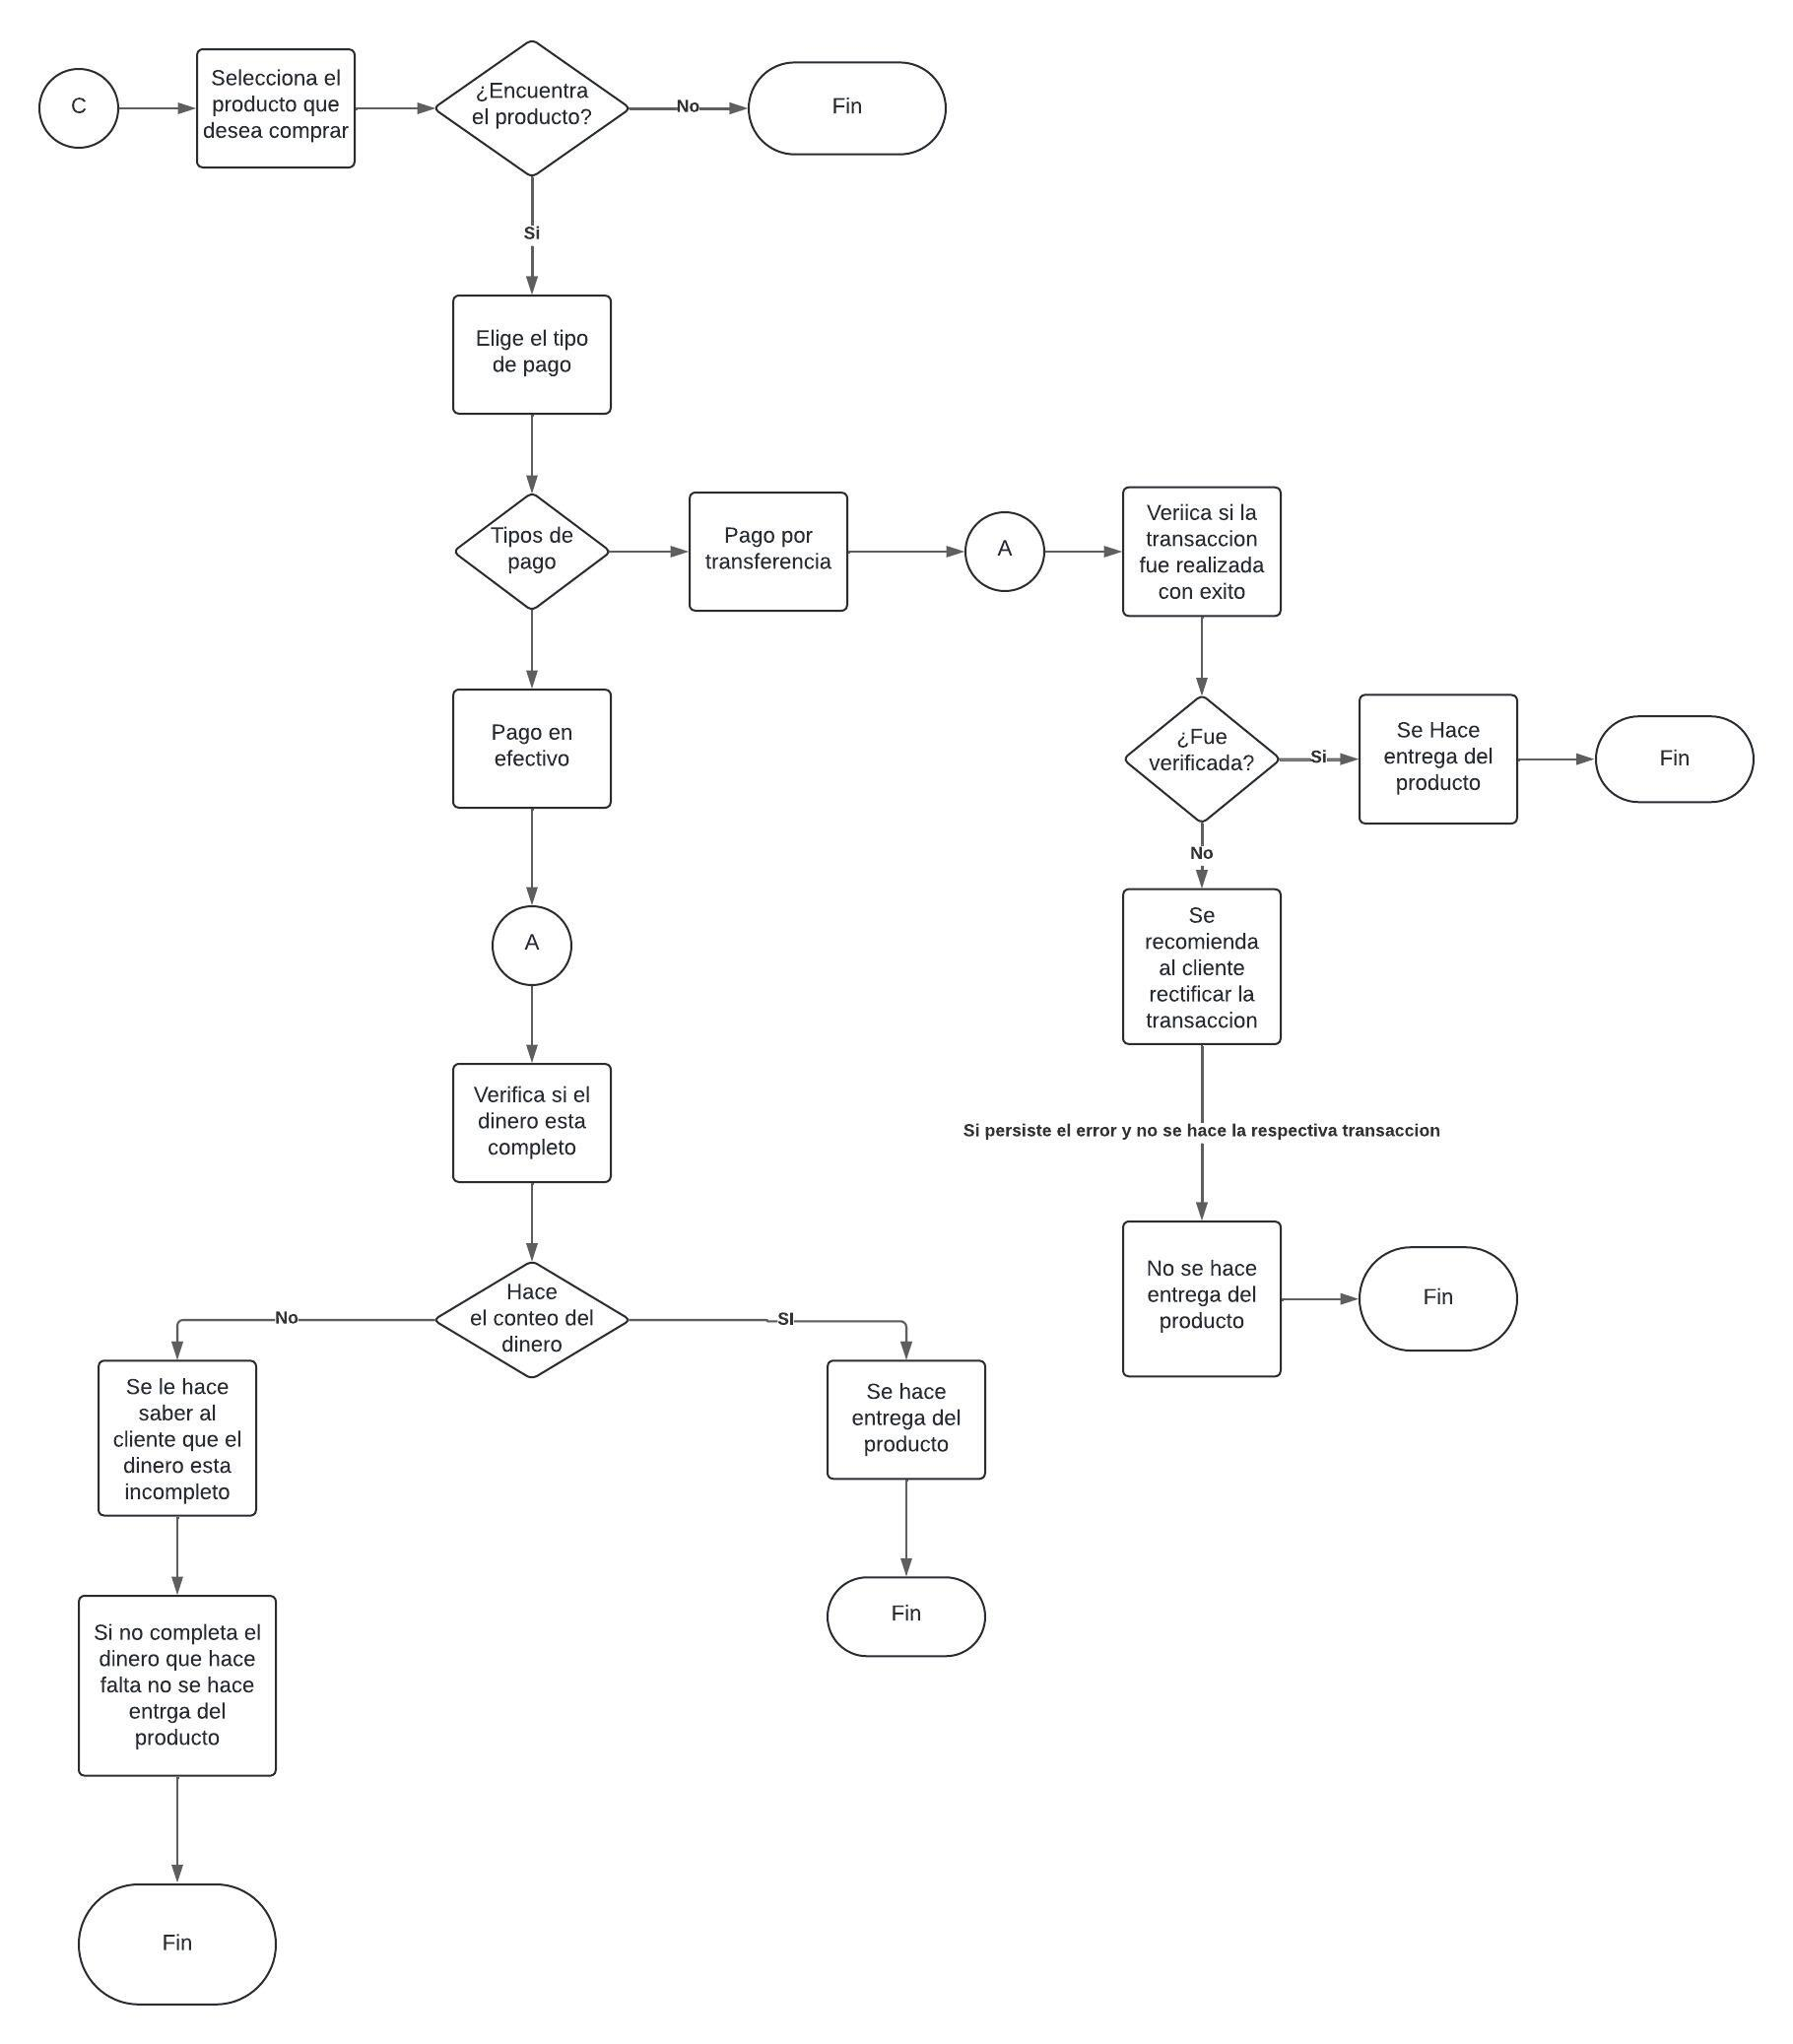 C
Selecciona el
producto que
desea comprar
¿Encuentra
el producto?
No
Fin
Si
Elige el tipo
de pago
Tipos de
pago
Pago por
transferencia
A
Veriica si la
transaccion
fue realizada
con exito
Pago en
efectivo
¿Fue
verificada?
Si
Se Hace
entrega del
producto
Fin
No
A
Se
recomienda
al cliente
rectificar la
transaccion
Verifica si el
dinero esta
completo
Si persiste el error y no se hace la respectiva transaccion
No se hace
entrega del
producto
Fin
Hace
el conteo del
dinero
No
SI
Se le hace
saber al
cliente que el
dinero esta
incompleto
Se hace
entrega del
producto
Fin
Si no completa el
dinero que hace
falta no se hace
entrga del
producto
Fin